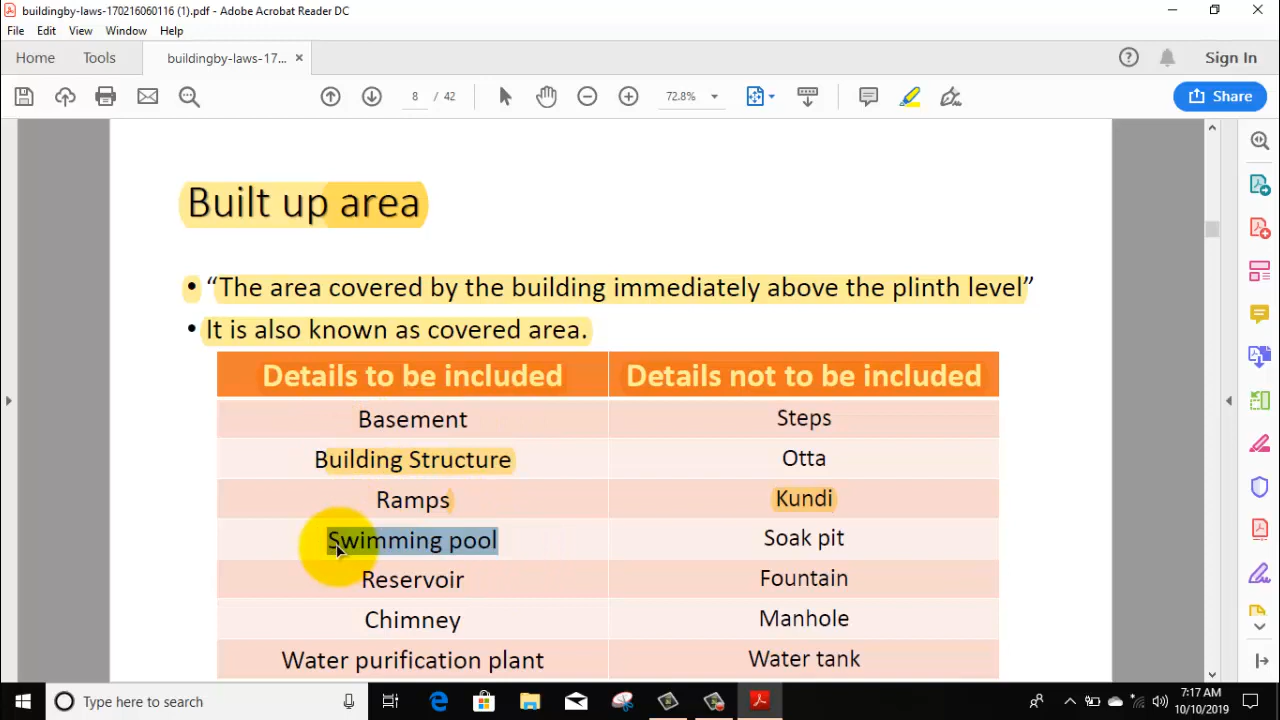 buildingby-laws-170216060116 (1).pdf - Adobe Acrobat Reader DC
File Edit View Window Help
Home Tools buildingby-laws-17... × Sign In
8 / 42 72.8% Share
Built up area
• “The area covered by the building immediately above the plinth level”
• It is also known as covered area.
Details to be included Details not to be included
Basement Steps
Building Structure Otta
Ramps Kundi
Swimming pool Soak pit
Reservoir Fountain
Chimney Manhole
Water purification plant Water tank
Type here to search 7:17 AM
10/10/2019